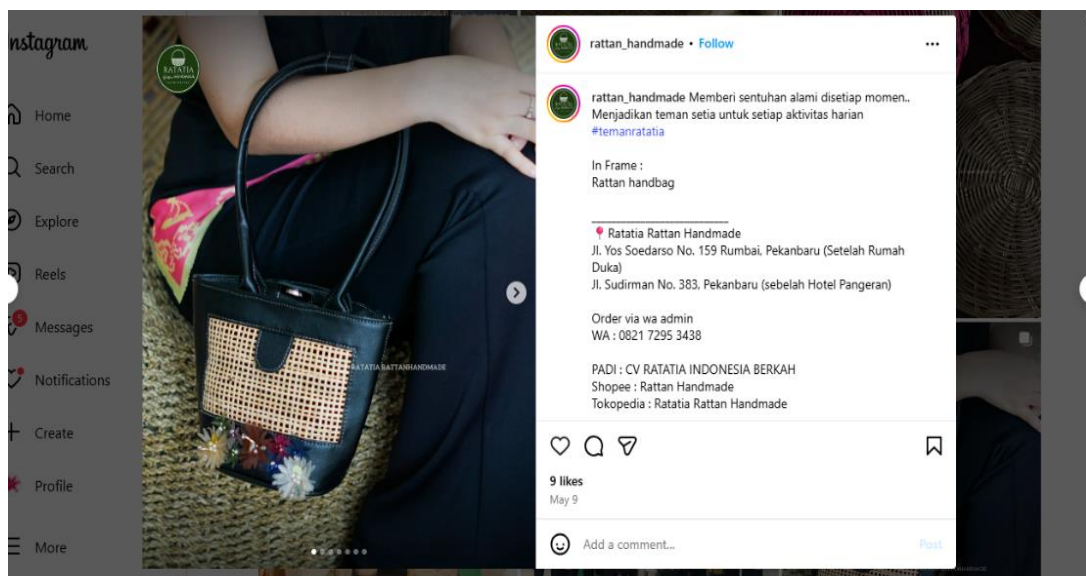 nstagram
Home
Search
Explore
Reels
5
Messages
Notifications
Create
Profile
More
RATATIA
RATATIA RATTANHANDMADE
rattan_handmade • Follow
rattan_handmade Memberi sentuhan alami disetiap momen..
Menjadikan teman setia untuk setiap aktivitas harian
#temanratatia
In Frame :
Rattan handbag
____________________________
📍 Ratatia Rattan Handmade
Jl. Yos Soedarso No. 159 Rumbai, Pekanbaru (Setelah Rumah
Duka)
Jl. Sudirman No. 383, Pekanbaru (sebelah Hotel Pangeran)
Order via wa admin
WA : 0821 7295 3438
PADI : CV RATATIA INDONESIA BERKAH
Shopee : Rattan Handmade
Tokopedia : Ratatia Rattan Handmade
9 likes
May 9
Add a comment...
Post